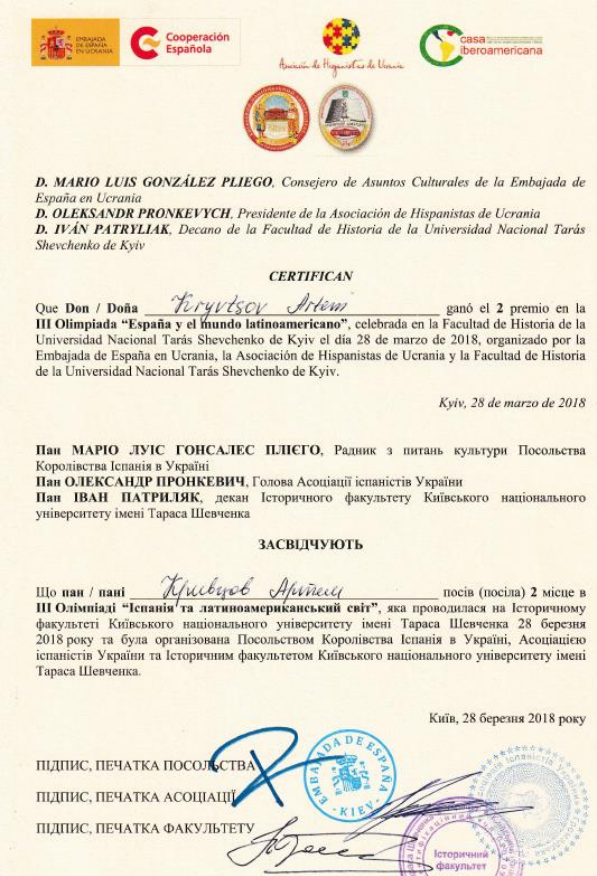 EMBAJADA
DE ESPAÑA
EN UCRANIA
Cooperación
Española
Asociación de Hispanistas de Ucrania
casa
iberoamericana
D. MARIO LUIS GONZÁLEZ PLIEGO, Consejero de Asuntos Culturales de la Embajada de
España en Ucrania
D. OLEKSANDR PRONKEVYCH, Presidente de la Asociación de Hispanistas de Ucrania
D. IVÁN PATRYLIAK, Decano de la Facultad de Historia de la Universidad Nacional Tarás
Shevchenko de Kyiv
CERTIFICAN
Que Don / Doña Kryvtsov Artem ganó el 2 premio en la
III Olimpiada “España y el mundo latinoamericano”, celebrada en la Facultad de Historia de la
Universidad Nacional Tarás Shevchenko de Kyiv el día 28 de marzo de 2018, organizado por la
Embajada de España en Ucrania, la Asociación de Hispanistas de Ucrania y la Facultad de Historia
de la Universidad Nacional Tarás Shevchenko de Kyiv.
Kyiv, 28 de marzo de 2018
Пан МАРІО ЛУІС ГОНСАЛЕС ПЛІЄГО, Радник з питань культури Посольства
Королівства Іспанія в Україні
Пан ОЛЕКСАНДР ПРОНКЕВИЧ, Голова Асоціації іспаністів України
Пан ІВАН ПАТРИЛЯК, декан Історичного факультету Київського національного
університету імені Тараса Шевченка
ЗАСВІДЧУЮТЬ
Що пан / пані Кривцов Артем посів (посіла) 2 місце в
ІІІ Олімпіаді “Іспанія та латиноамериканський світ”, яка проводилася на Історичному
факультеті Київського національного університету імені Тараса Шевченка 28 березня
2018 року та була організована Посольством Королівства Іспанія в Україні, Асоціацією
іспаністів України та Історичним факультетом Київського національного університету імені
Тараса Шевченка.
Київ, 28 березня 2018 року
ПІДПИС, ПЕЧАТКА ПОСОЛЬСТВА
EMBAJADA DE ESPAÑA
KIEV
ПІДПИС, ПЕЧАТКА АСОЦІАЦІЇ
ПІДПИС, ПЕЧАТКА ФАКУЛЬТЕТУ
Історичний
факультет